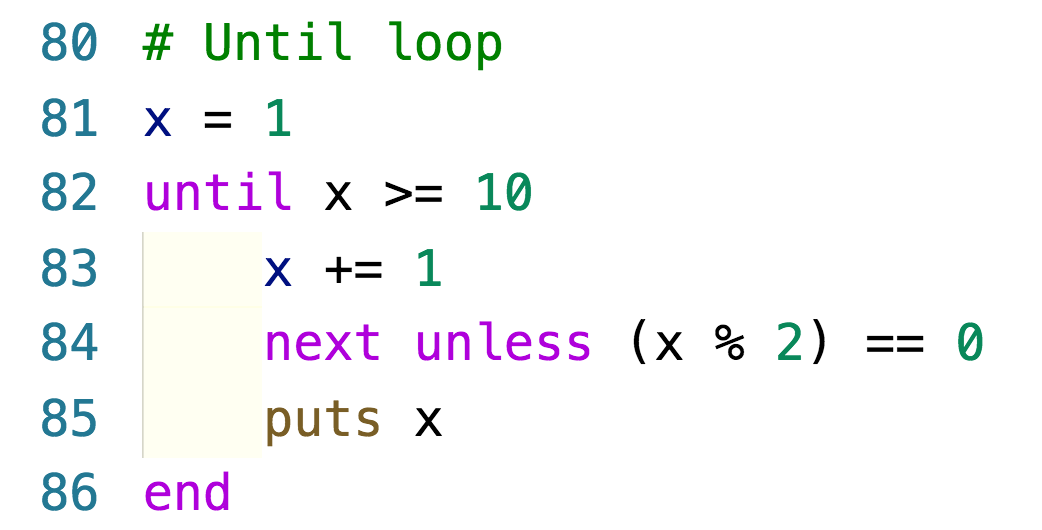 80 # Until loop
81 x = 1
82 until x >= 10
83     x += 1
84     next unless (x % 2) == 0
85     puts x
86 end